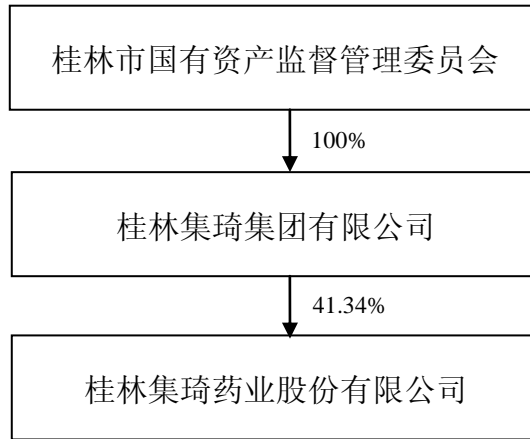 桂林市国有资产监督管理委员会
100%
桂林集琦集团有限公司
41.34%
桂林集琦药业股份有限公司